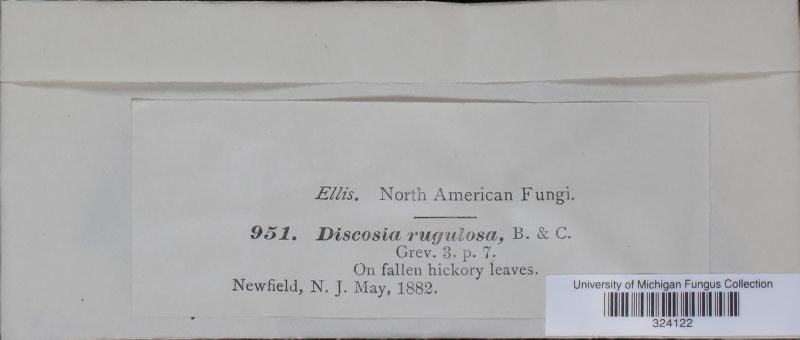 Ellis. North American Fungi.
951. Discosia rugulosa, B. & C.
Grev. 3. p. 7.
On fallen hickory leaves.
Newfield, N. J. May, 1882.
University of Michigan Fungus Collection
324122